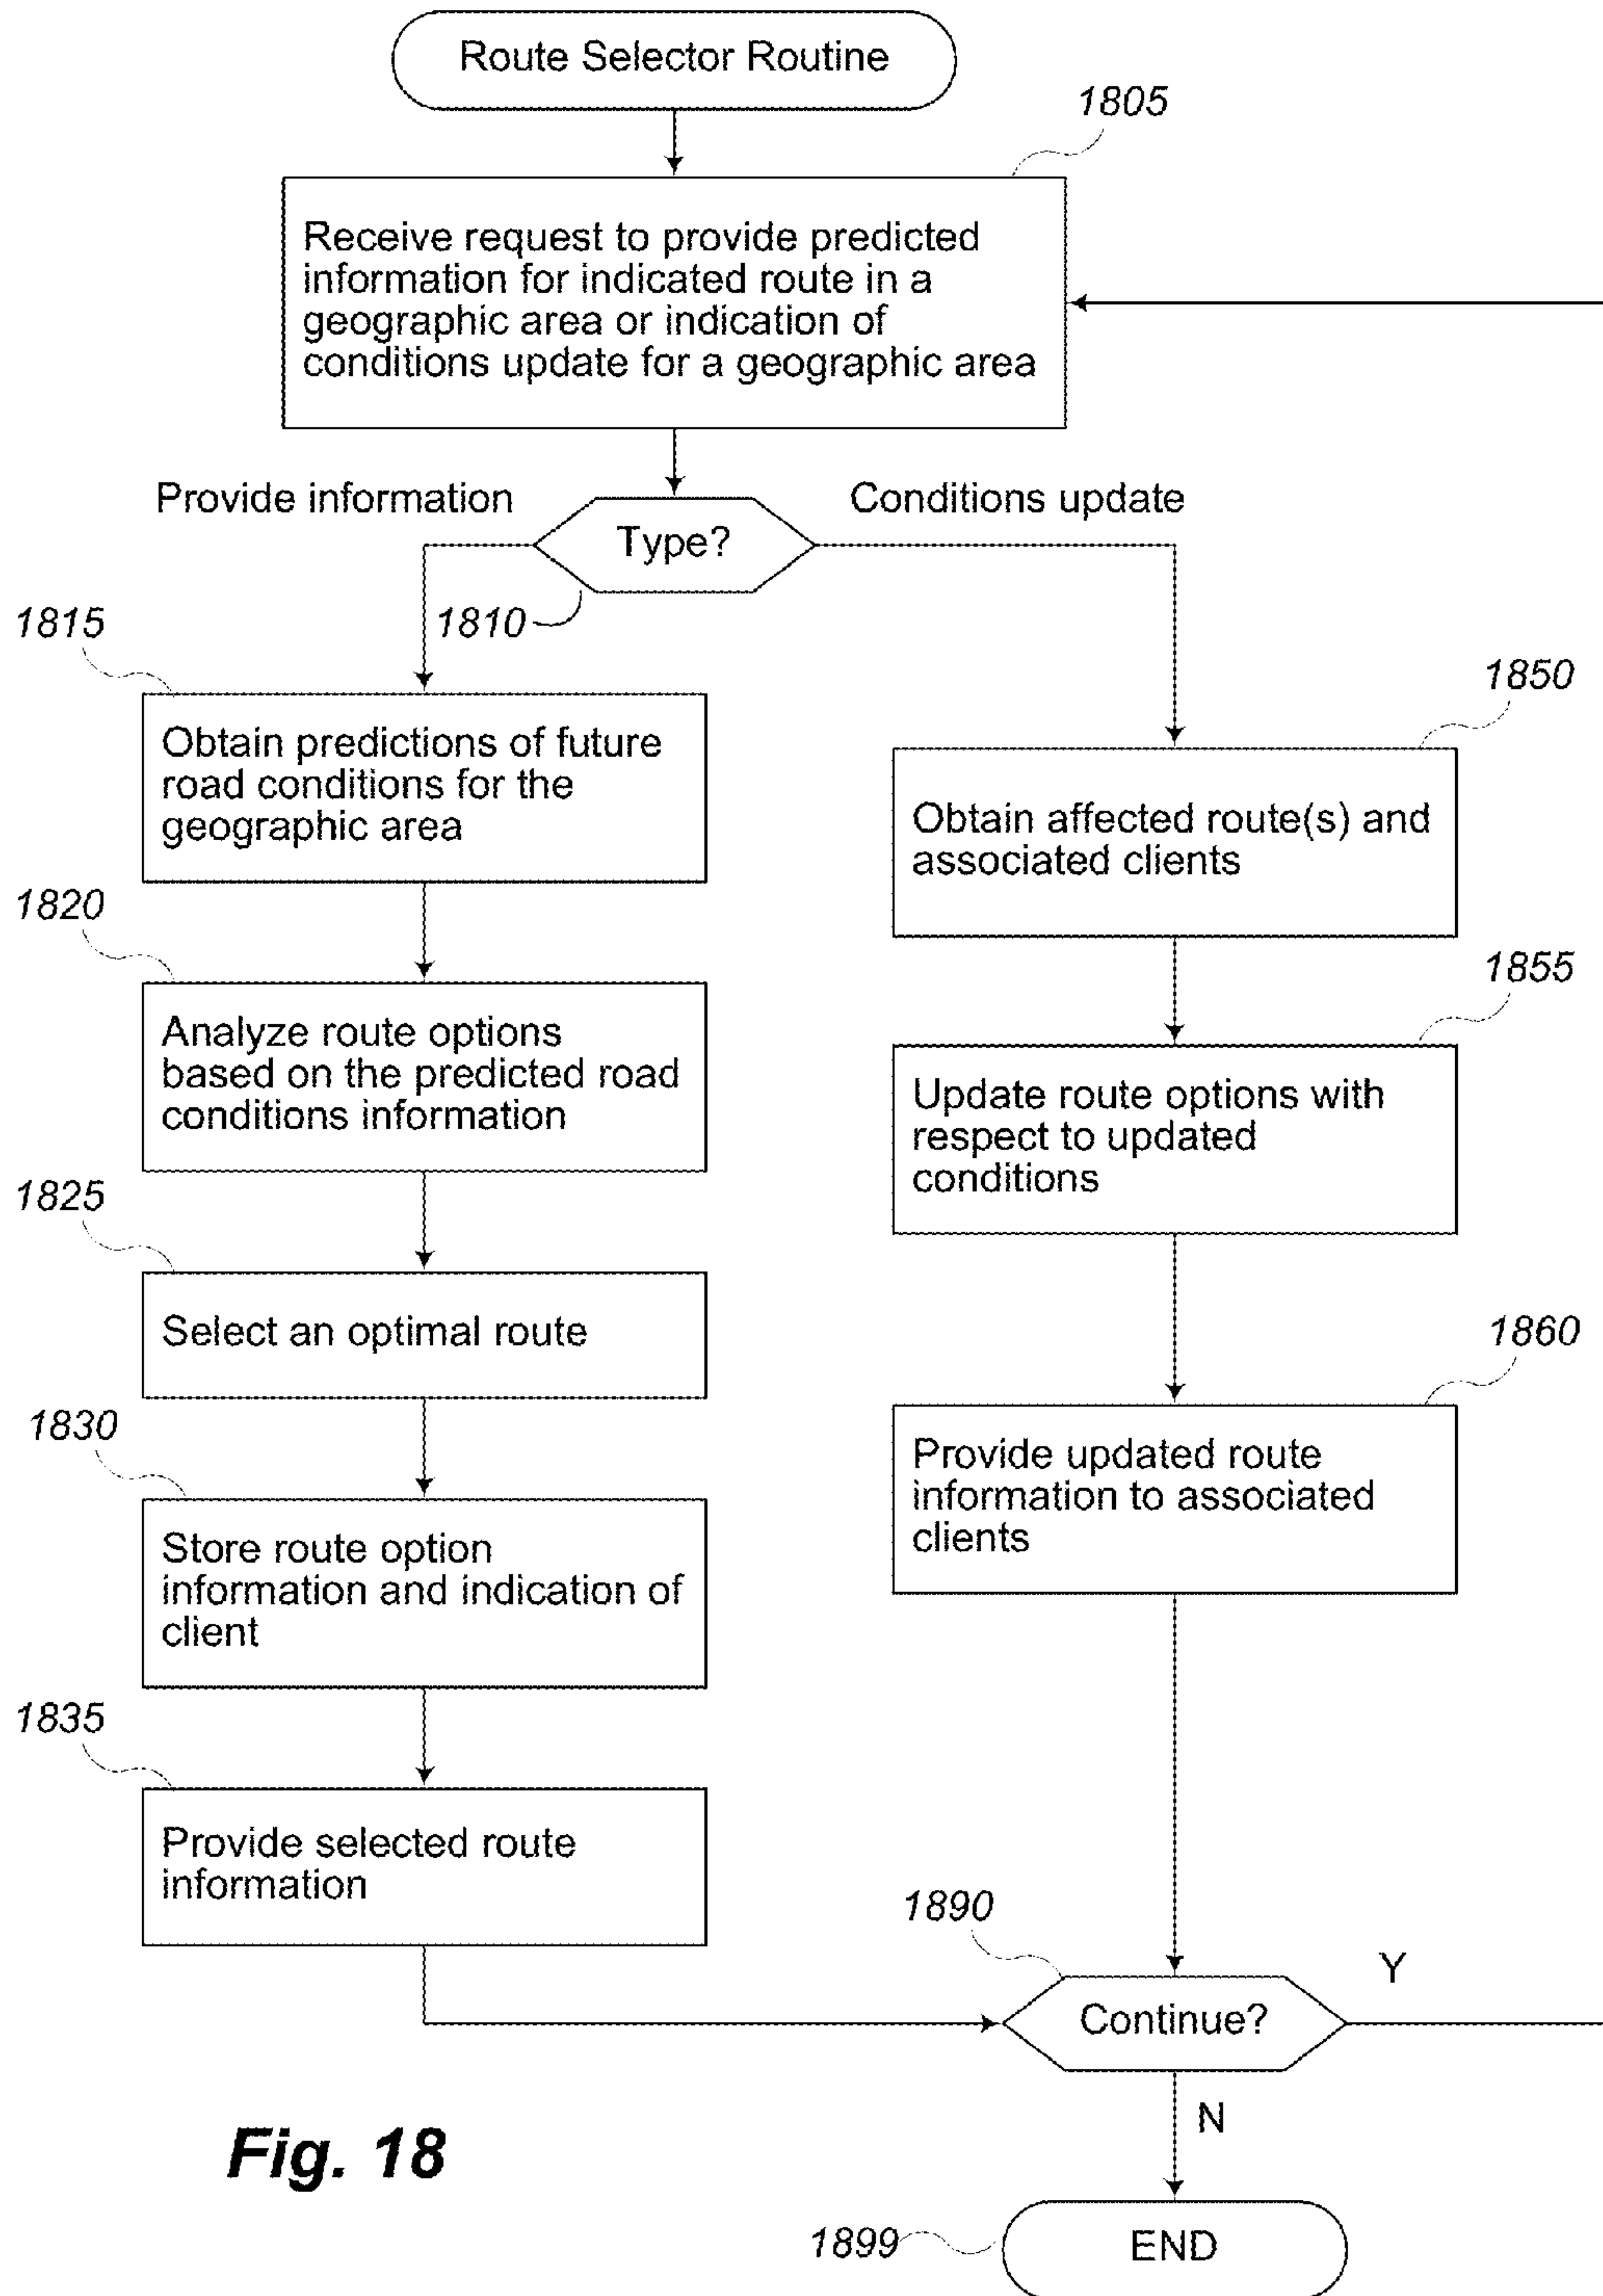 Route Selector Routine
1805
Receive request to provide predicted
information for indicated route in a
geographic area or indication of
conditions update for a geographic area
Provide information
Conditions update
Type?
1810
1815
Obtain predictions of future
road conditions for the
geographic area
1820
Analyze route options
based on the predicted road
conditions information
1825
Select an optimal route
1830
Store route option
information and indication of
client
1835
Provide selected route
information
1850
Obtain affected route(s) and
associated clients
1855
Update route options with
respect to updated
conditions
1860
Provide updated route
information to associated
clients
1890
Continue?
Y
N
1899
END
Fig. 18